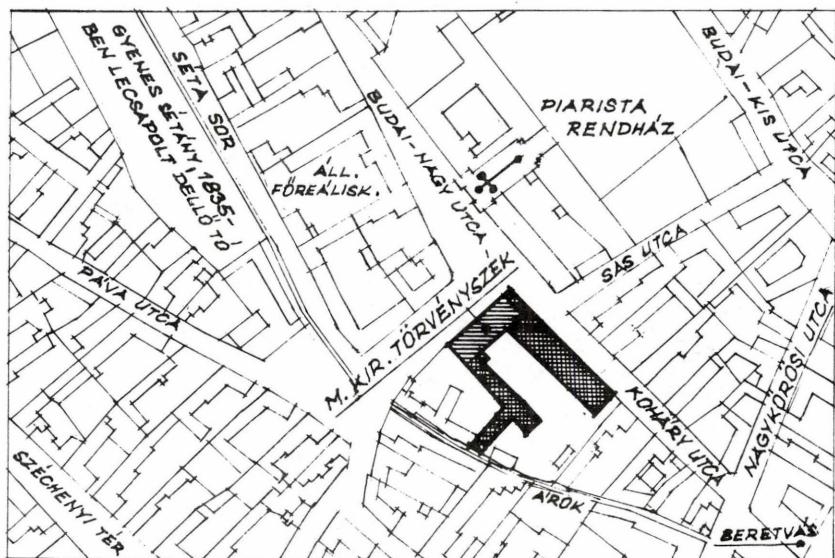 GYENES SÉTÁNY, 1835-
BEN LECSAPOLT DELLŐ TÓ
SÉTA SOR
ÁLL.
FŐREÁLISK.
BUDAI-NAGY UTCA
PIARISTA
RENDHÁZ
BUDAI-KIS UTCA
SAS UTCA
PÁVA UTCA
M. KIR. TÖRVÉNYSZÉK
KOHÁRY UTCA
NAGYKŐRÖSI UTCA
SZÉCHENYI TÉR
ÁROK
BERETVÁS